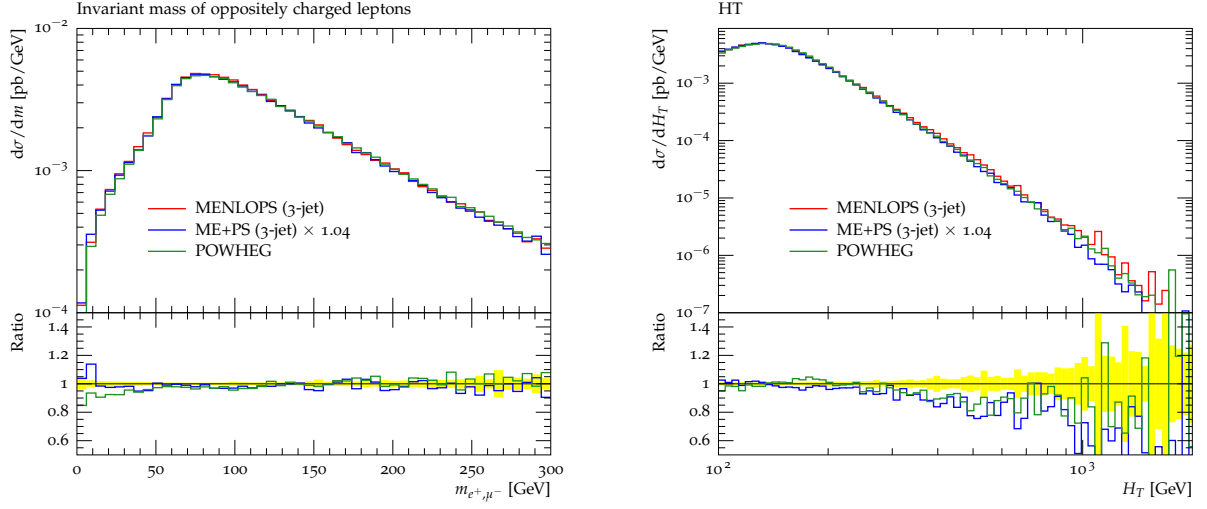 Invariant mass of oppositely charged leptons
10⁻²
10⁻³
10⁻⁴
dσ/dm [pb/GeV]
MENLOPS (3-jet)
ME+PS (3-jet) × 1.04
POWHEG
1.4
1.2
1
0.8
0.6
Ratio
0 50 100 150 200 250 300
m_{e⁺,μ⁻} [GeV]
HT
10⁻³
10⁻⁴
10⁻⁵
10⁻⁶
10⁻⁷
dσ/dH_T [pb/GeV]
MENLOPS (3-jet)
ME+PS (3-jet) × 1.04
POWHEG
1.4
1.2
1
0.8
0.6
Ratio
10² 10³
H_T [GeV]